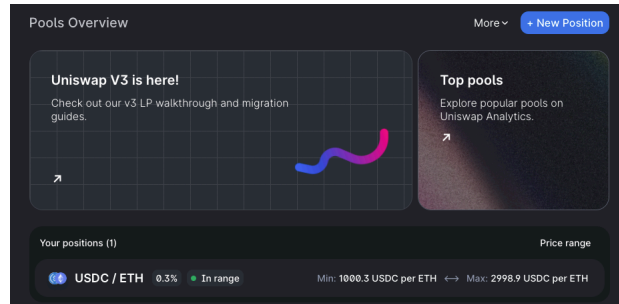 Pools Overview
More
+ New Position
Uniswap V3 is here!
Check out our v3 LP walkthrough and migration
guides.
Top pools
Explore popular pools on
Uniswap Analytics.
Your positions (1)
Price range
USDC / ETH 0.3% In range Min: 1000.3 USDC per ETH ⟷ Max: 2998.9 USDC per ETH